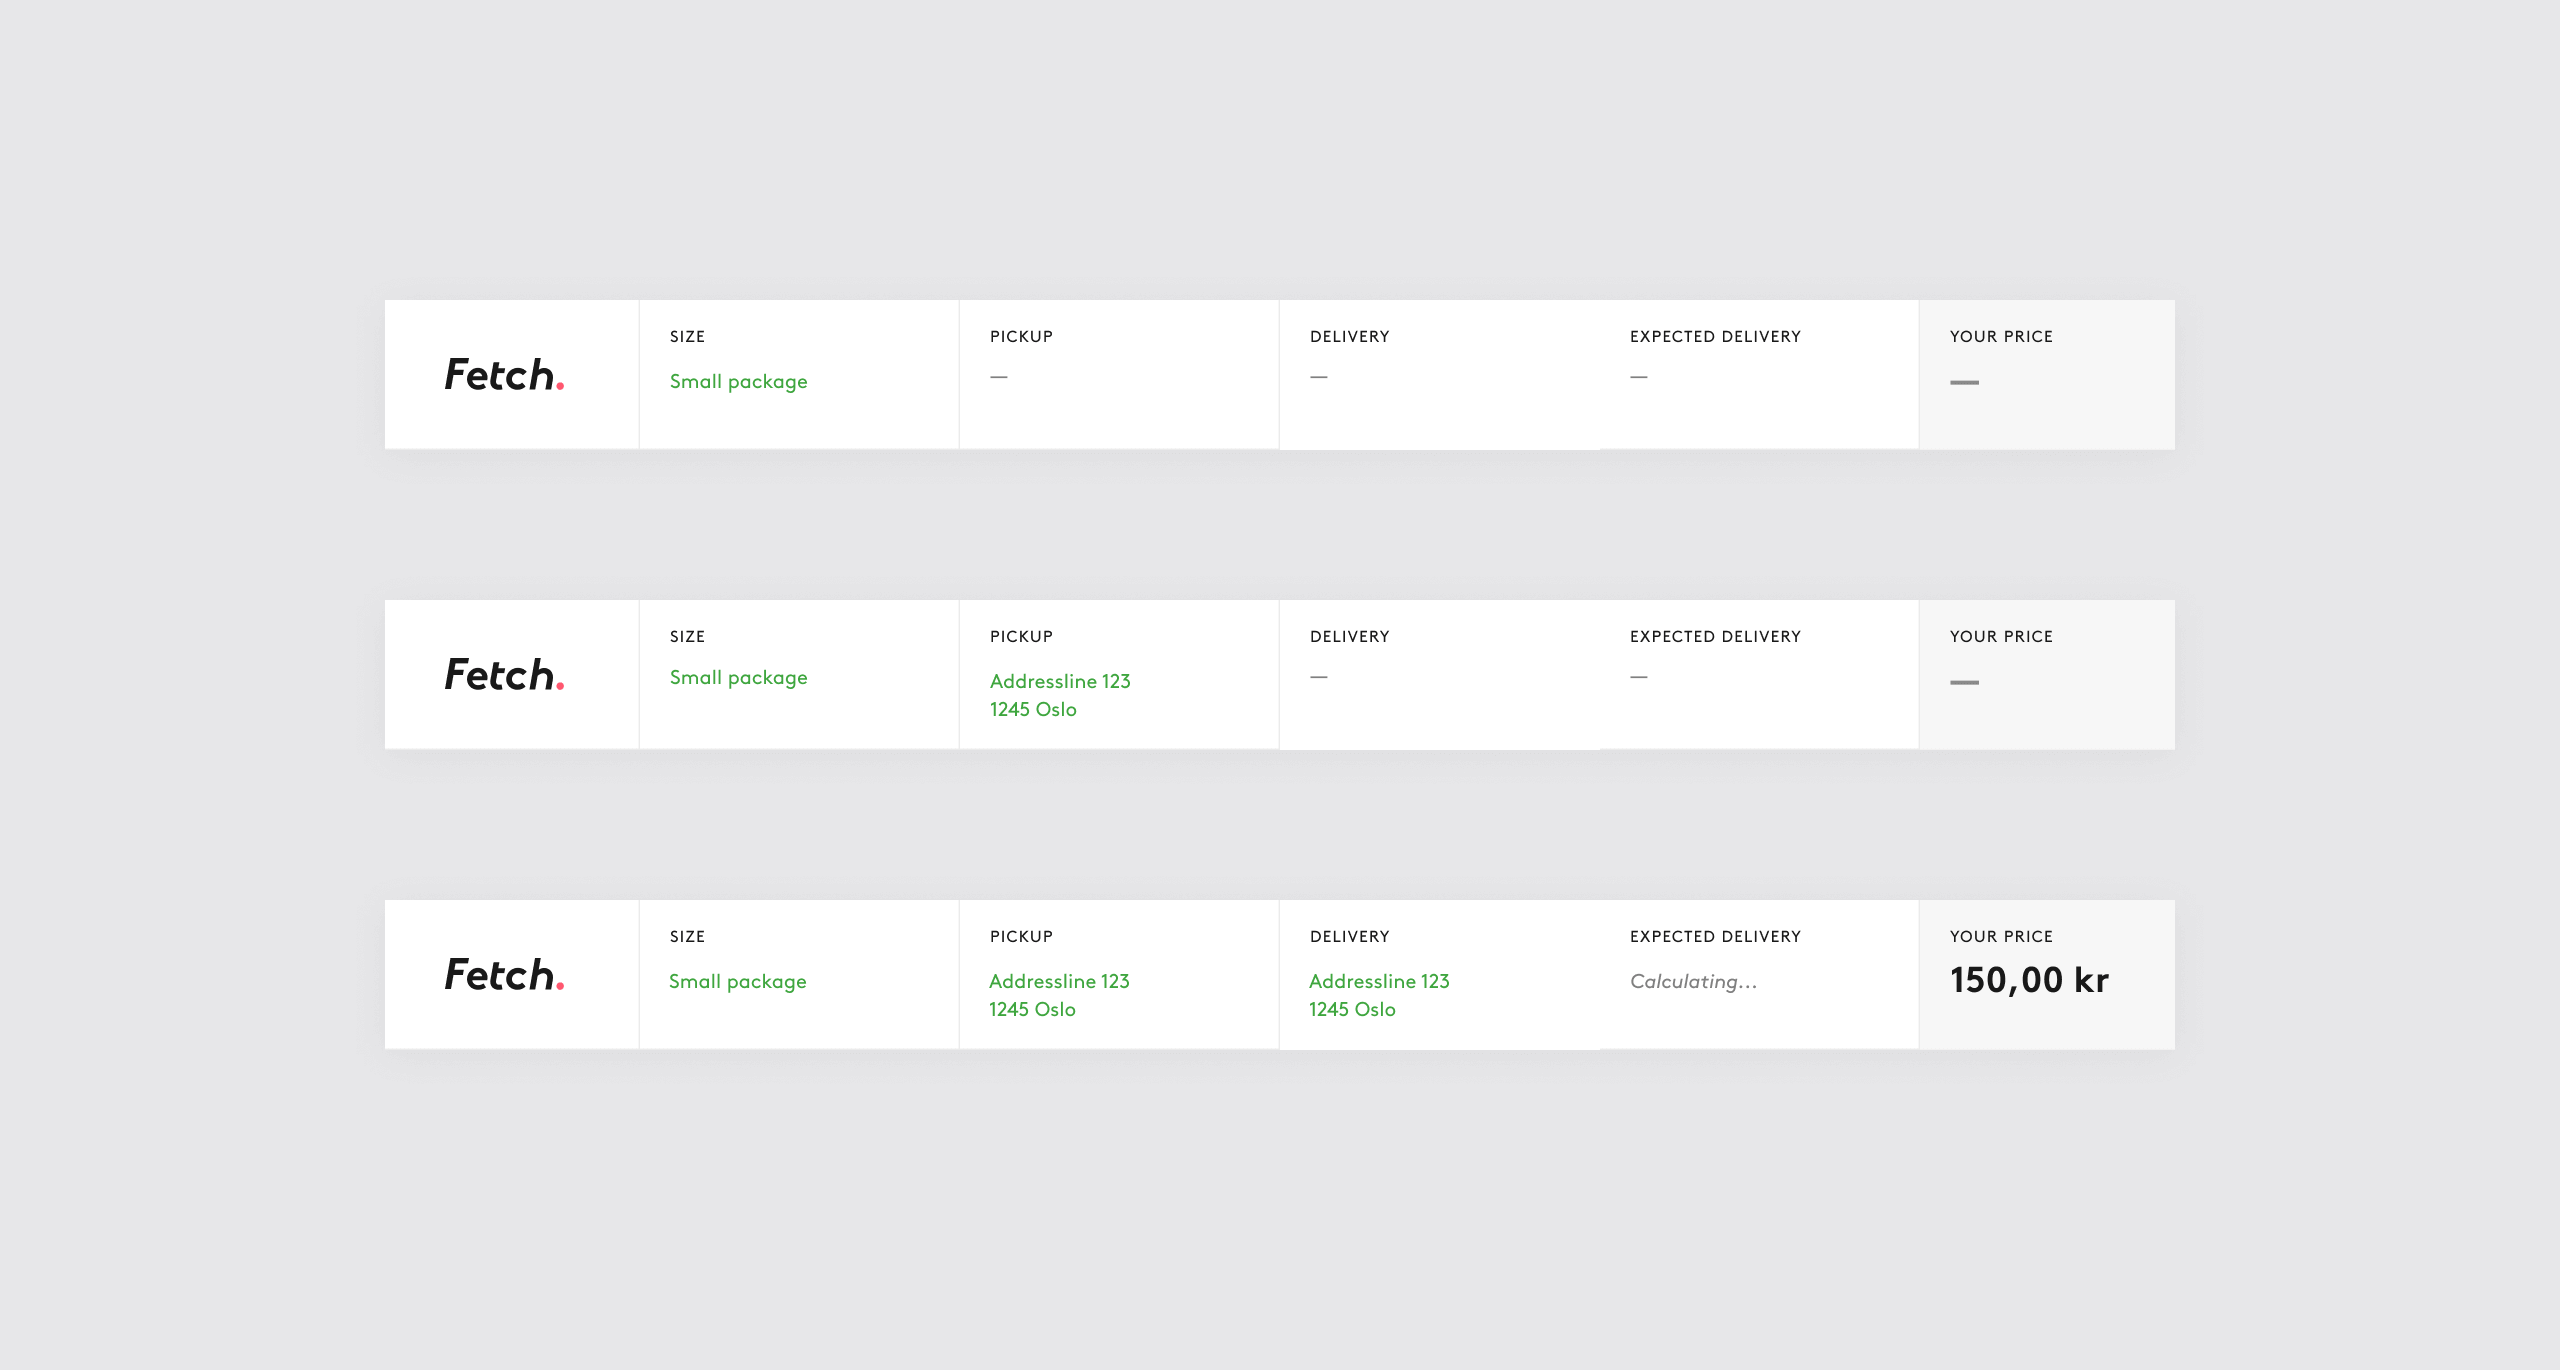 Fetch.
SIZE
Small package
PICKUP
—
DELIVERY
—
EXPECTED DELIVERY
—
YOUR PRICE
—
Fetch.
SIZE
Small package
PICKUP
Addressline 123
1245 Oslo
DELIVERY
—
EXPECTED DELIVERY
—
YOUR PRICE
—
Fetch.
SIZE
Small package
PICKUP
Addressline 123
1245 Oslo
DELIVERY
Addressline 123
1245 Oslo
EXPECTED DELIVERY
Calculating...
YOUR PRICE
150,00 kr